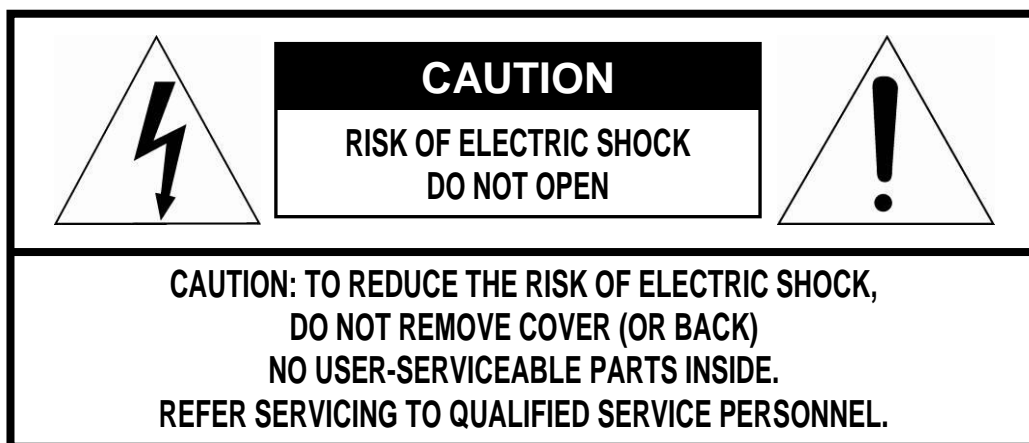 CAUTION
RISK OF ELECTRIC SHOCK
DO NOT OPEN
CAUTION: TO REDUCE THE RISK OF ELECTRIC SHOCK,
DO NOT REMOVE COVER (OR BACK)
NO USER-SERVICEABLE PARTS INSIDE.
REFER SERVICING TO QUALIFIED SERVICE PERSONNEL.